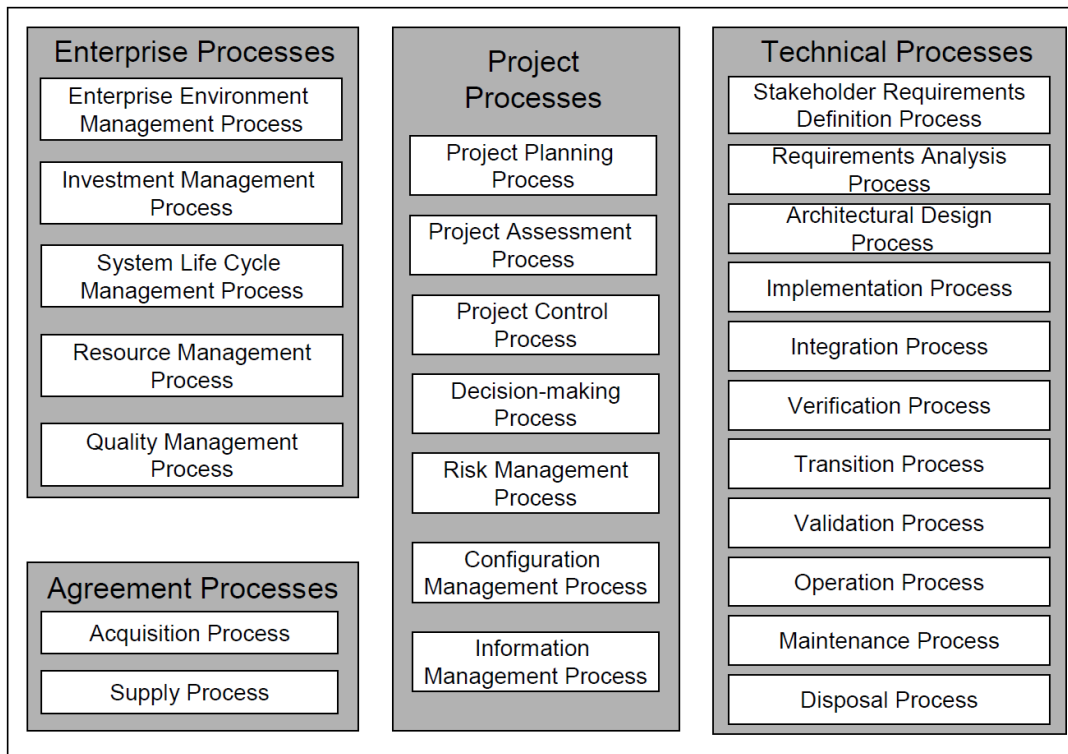 Enterprise Processes
Enterprise Environment
Management Process
Investment Management
Process
System Life Cycle
Management Process
Resource Management
Process
Quality Management
Process
Agreement Processes
Acquisition Process
Supply Process
Project
Processes
Project Planning
Process
Project Assessment
Process
Project Control
Process
Decision-making
Process
Risk Management
Process
Configuration
Management Process
Information
Management Process
Technical Processes
Stakeholder Requirements
Definition Process
Requirements Analysis
Process
Architectural Design
Process
Implementation Process
Integration Process
Verification Process
Transition Process
Validation Process
Operation Process
Maintenance Process
Disposal Process